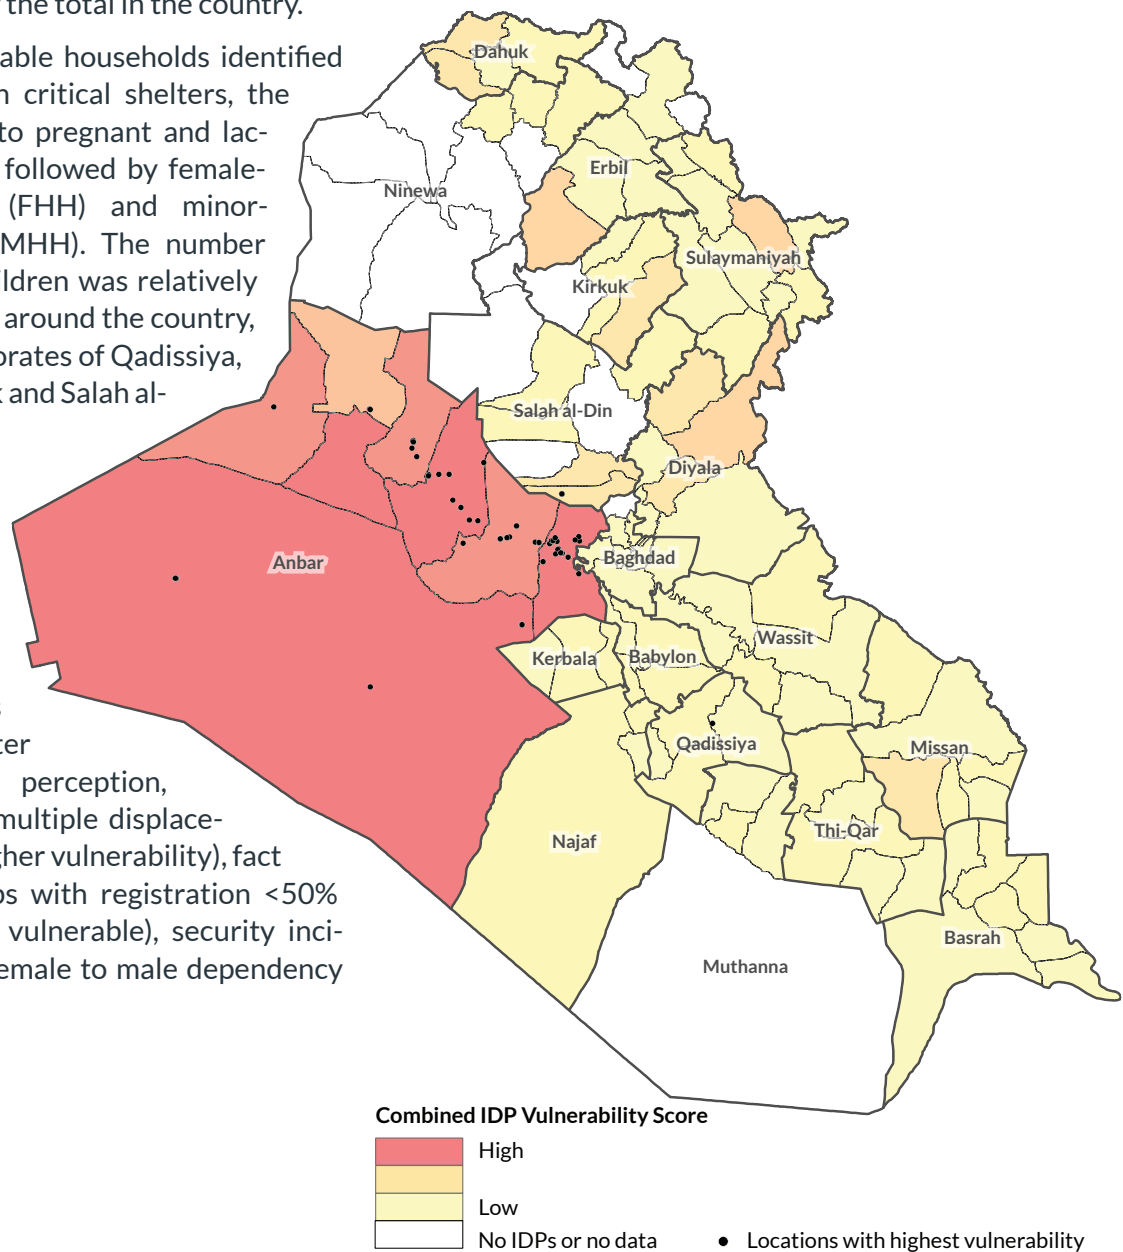 the total in the country.
able households identified
critical shelters, the
to pregnant and lac-
followed by female-
(FHH) and minor-
MHH). The number
ildren was relatively
around the country,
orates of Qadissiya,
and Salah al-
ter
perception,
multiple displace-
gher vulnerability), fact
ps with registration <50%
vulnerable), security inci-
emale to male dependency
Dahuk
Erbil
Ninewa
Sulaymaniyah
Kirkuk
Salah al-Din
Diyala
Anbar
Baghdad
Wassit
Kerbala
Babylon
Qadissiya
Missan
Najaf
Thi-Qar
Basrah
Muthanna
Combined IDP Vulnerability Score
High
Low
No IDPs or no data
Locations with highest vulnerability